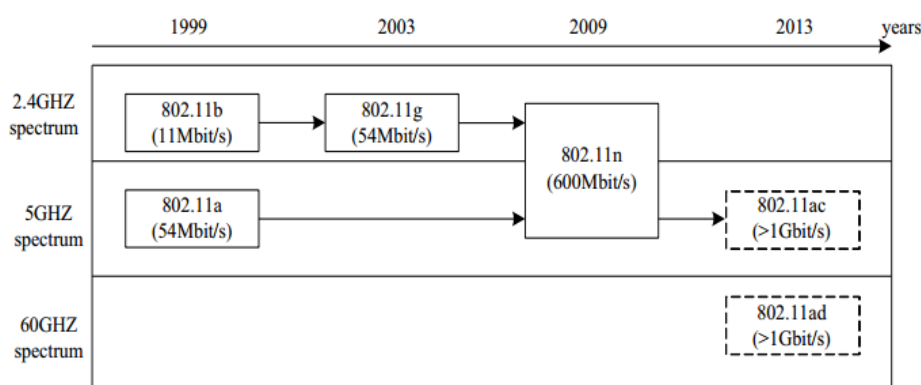 1999 2003 2009 2013 years
2.4GHZ
spectrum
802.11b
(11Mbit/s)
802.11g
(54Mbit/s)
802.11n
(600Mbit/s)
5GHZ
spectrum
802.11a
(54Mbit/s)
802.11ac
(>1Gbit/s)
60GHZ
spectrum
802.11ad
(>1Gbit/s)